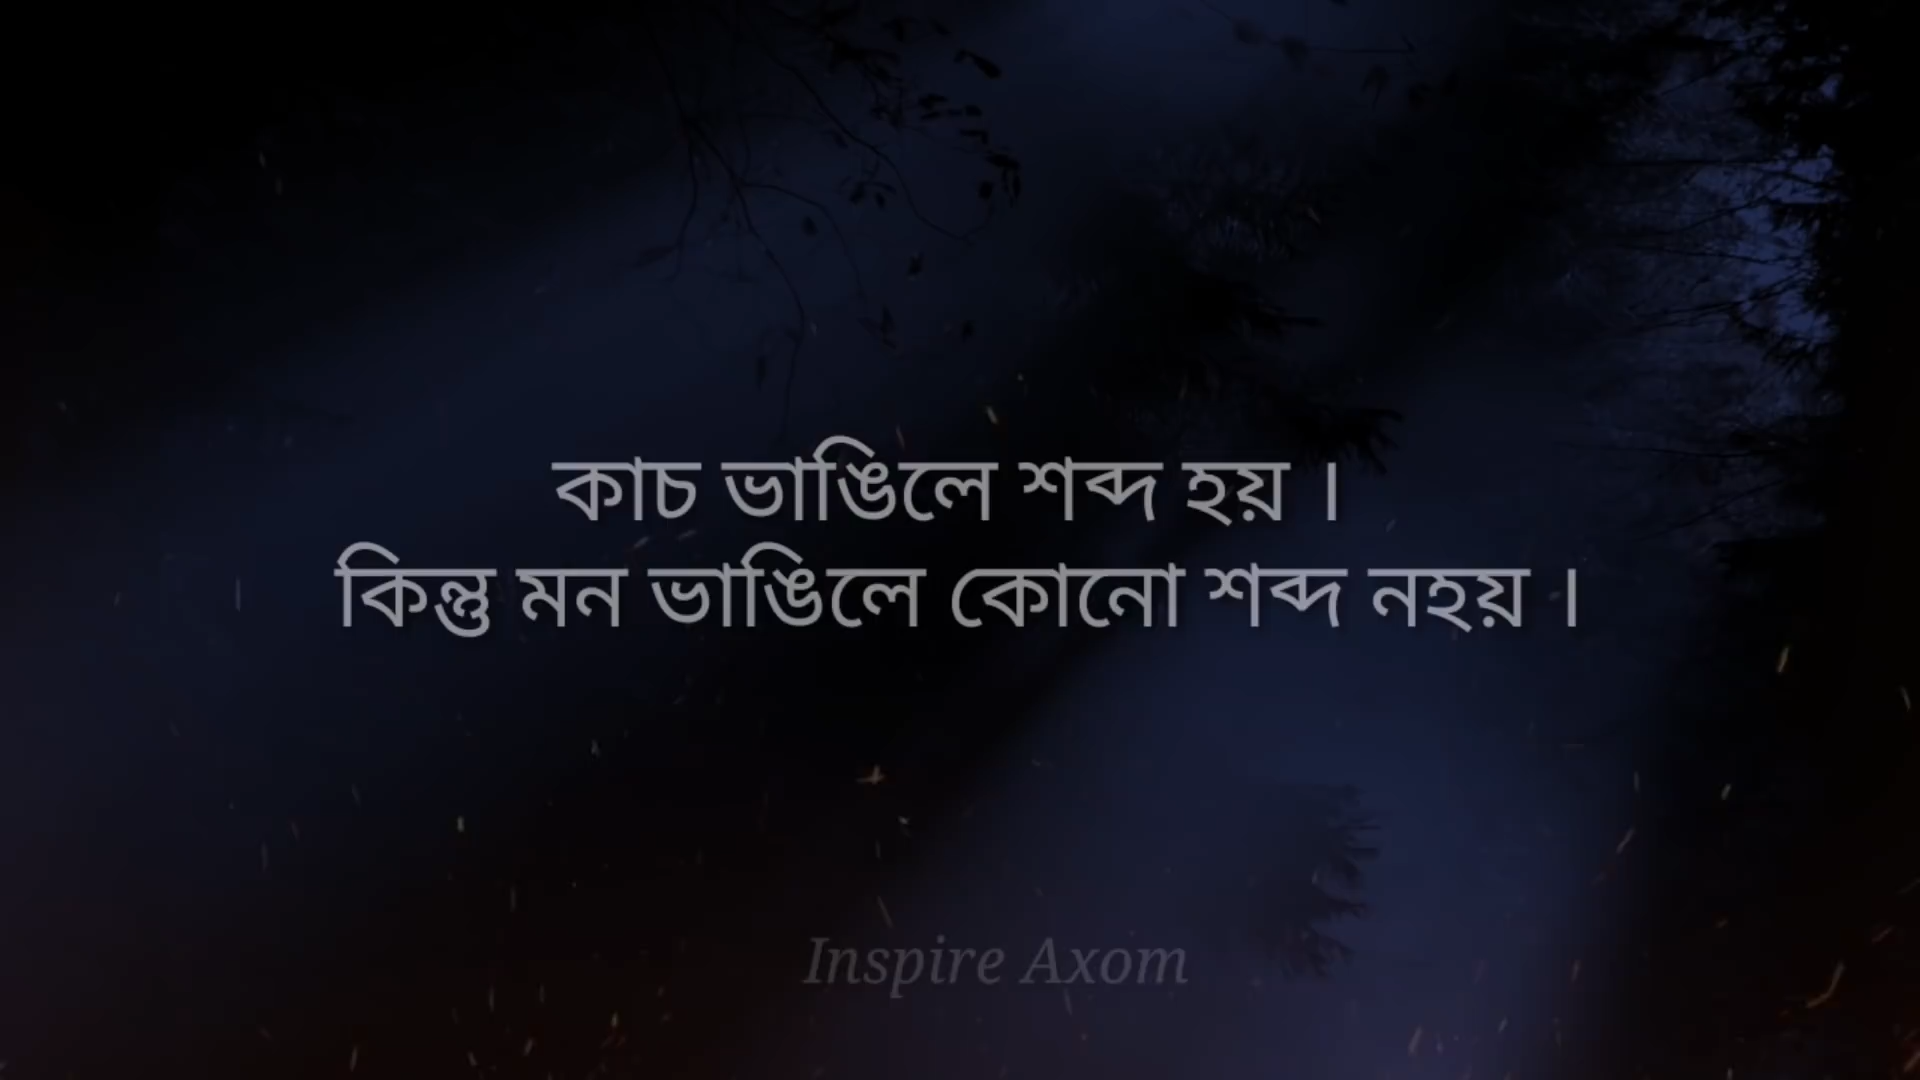 কাচ ভাঙিলে শব্দ হয় ।
কিন্তু মন ভাঙিলে কোনো শব্দ নহয় ।
Inspire Axom